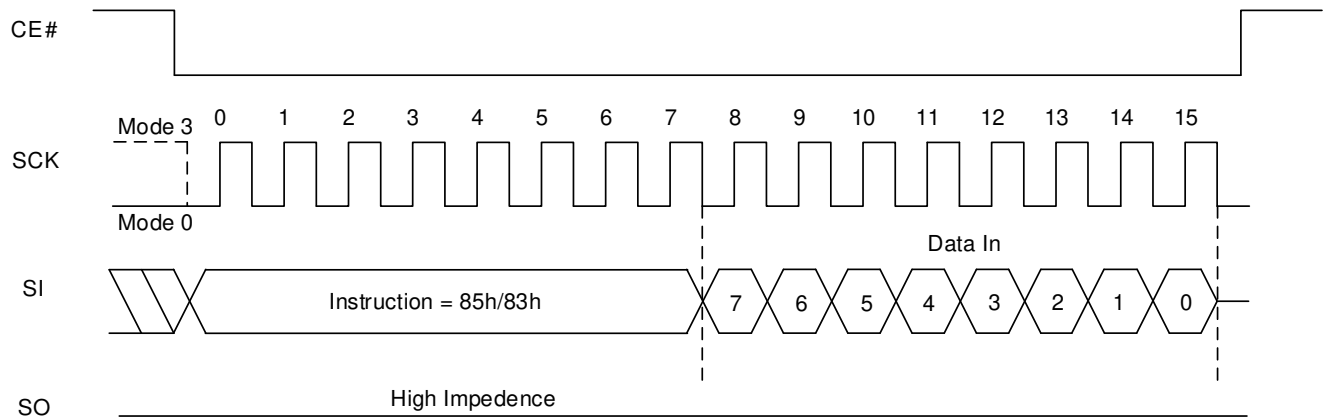 CE#
Mode 3 0 1 2 3 4 5 6 7 8 9 10 11 12 13 14 15
SCK
Mode 0
Data In
SI Instruction = 85h/83h 7 6 5 4 3 2 1 0
High Impedence
SO